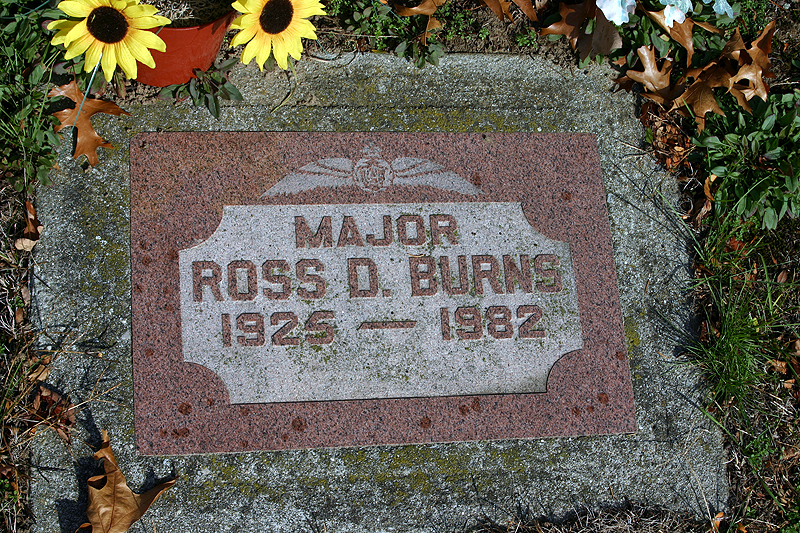 MAJOR
ROSS D. BURNS
1925 — 1982